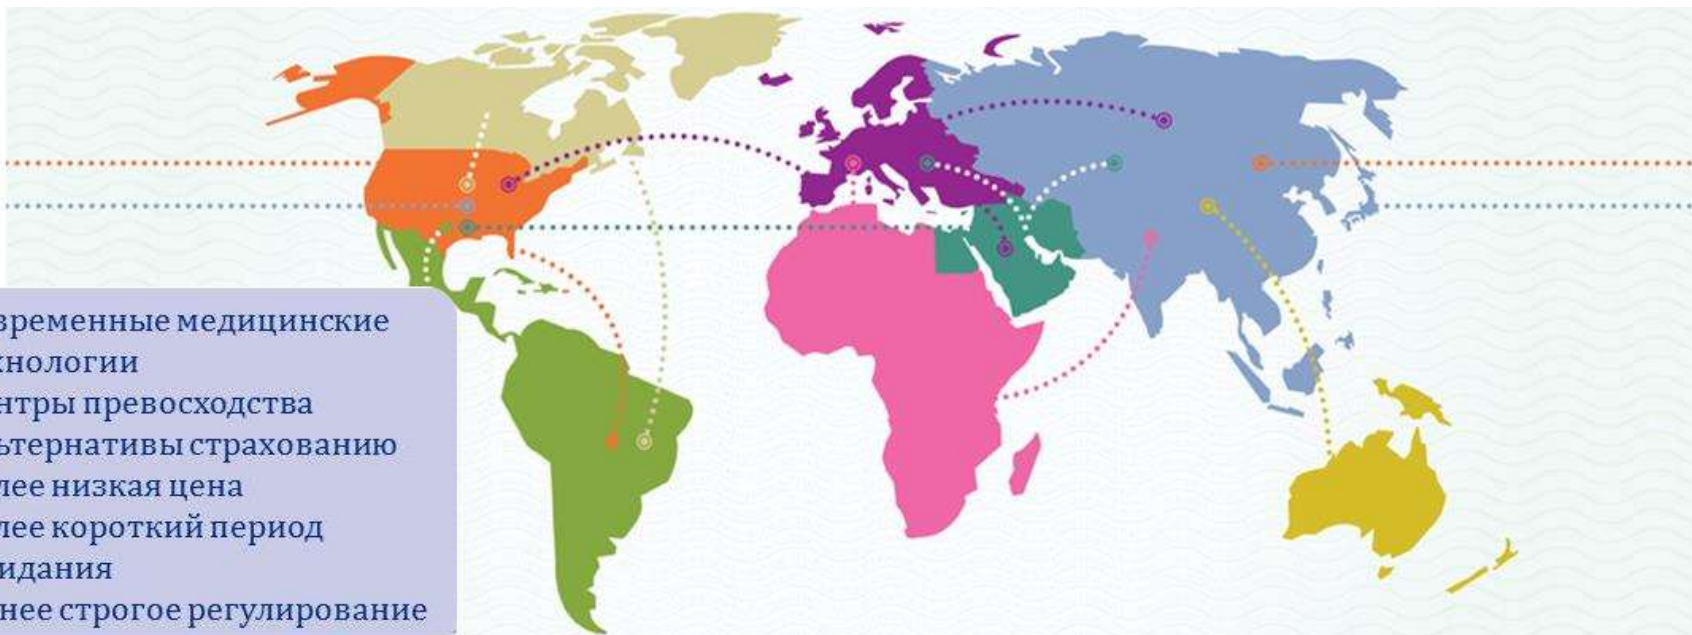 временные медицинские
хнологии
нтры превосходства
ьтернативы страхованию
лее низкая цена
лее короткий период
идания
нее строгое регулирование